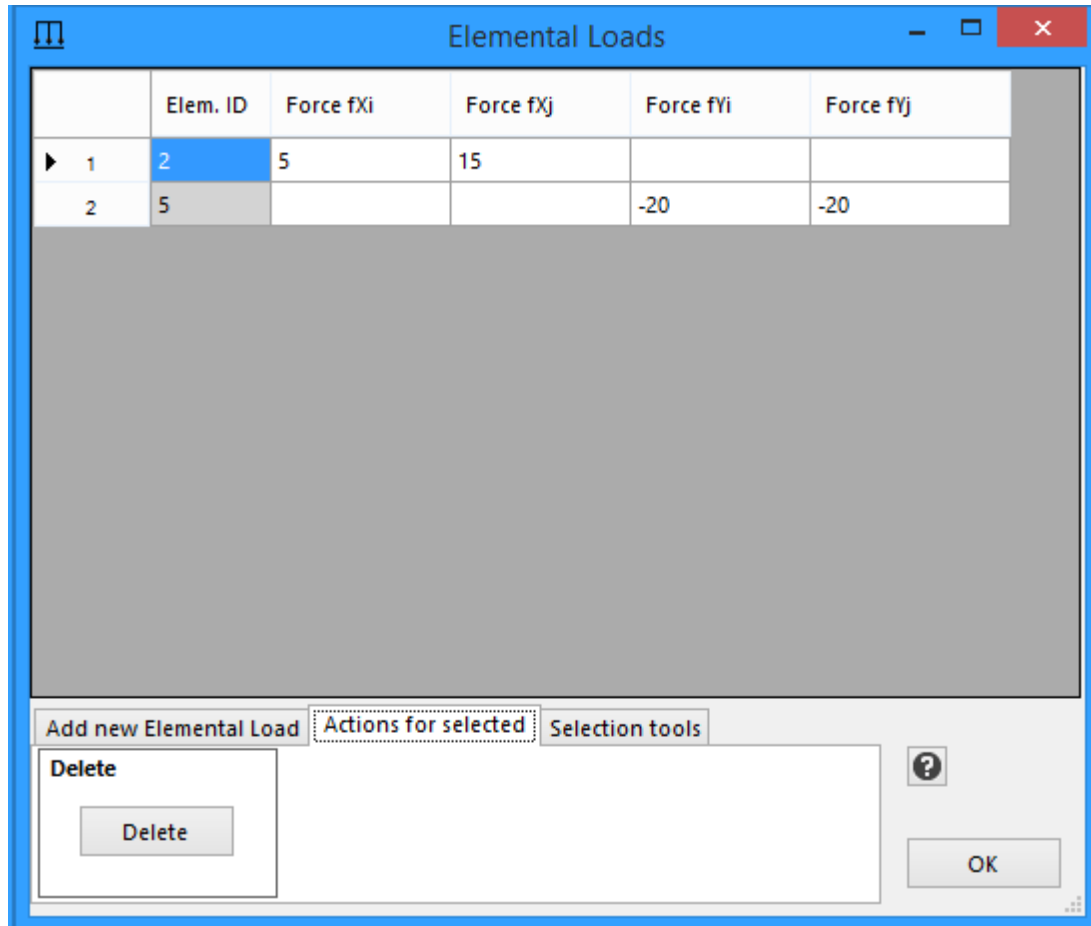 Elemental Loads
Elem. ID Force fXi Force fXj Force fYi Force fYj
1 2 5 15
2 5 -20 -20
Add new Elemental Load Actions for selected Selection tools
Delete
Delete
OK